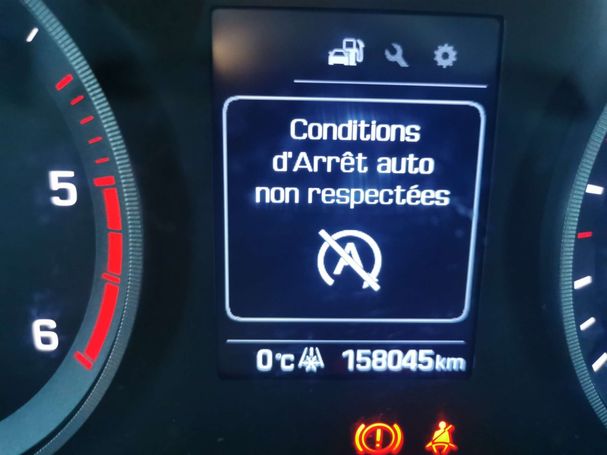 5
6
Conditions
d'Arrêt auto
non respectées
A
0°C 158045km